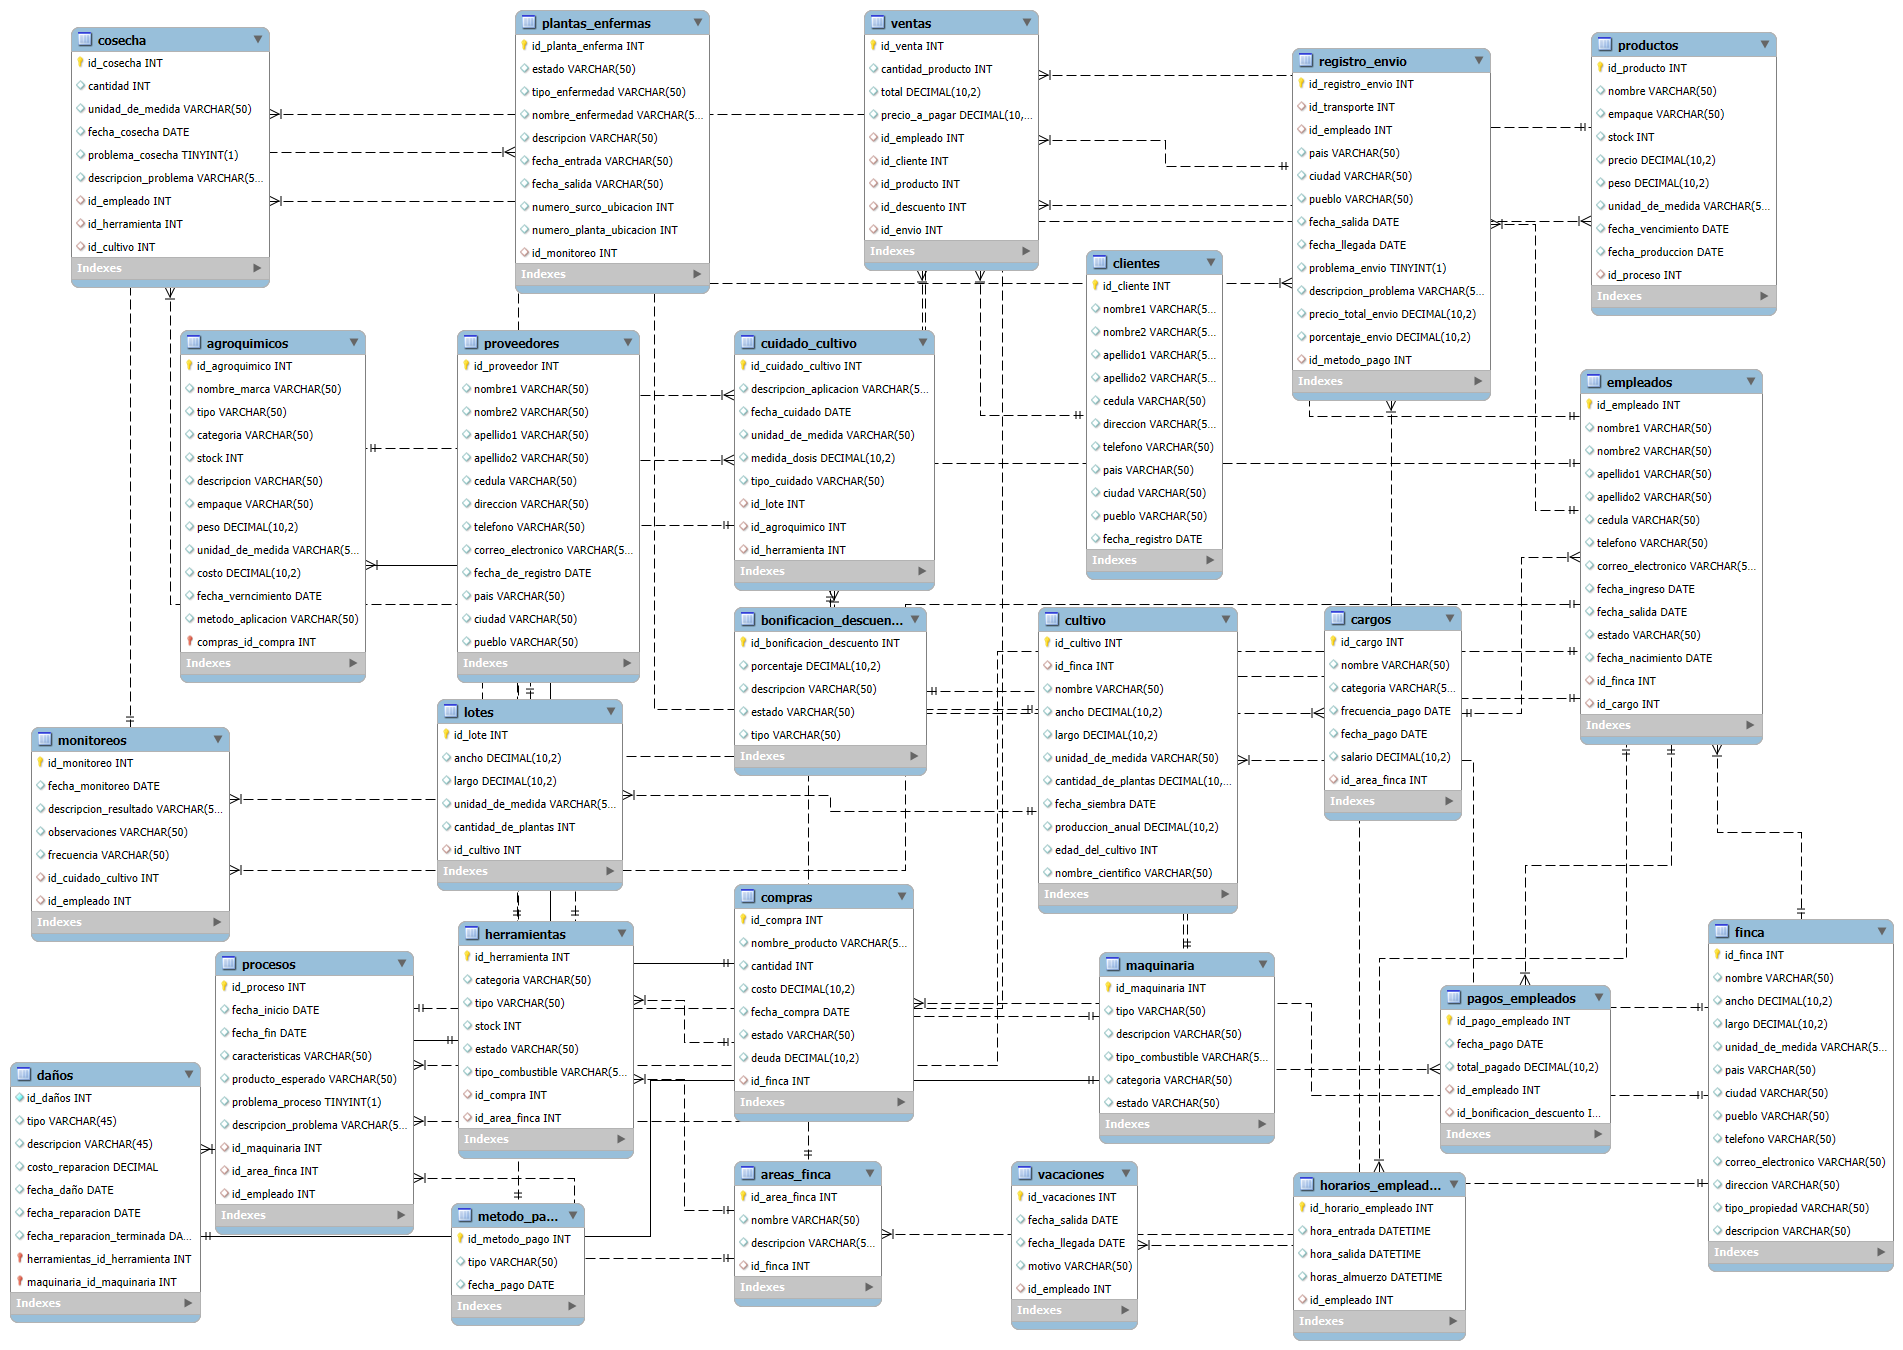 cosecha
id_cosecha INT
cantidad INT
unidad_de_medida VARCHAR(50)
fecha_cosecha DATE
problema_cosecha TINYINT(1)
descripcion_problema VARCHAR(5...
id_empleado INT
id_herramienta INT
id_cultivo INT
Indexes
plantas_enfermas
id_planta_enferma INT
estado VARCHAR(50)
tipo_enfermedad VARCHAR(50)
nombre_enfermedad VARCHAR(5...
descripcion VARCHAR(50)
fecha_entrada VARCHAR(50)
fecha_salida VARCHAR(50)
numero_surco_ubicacion INT
numero_planta_ubicacion INT
id_monitoreo INT
Indexes
ventas
id_venta INT
cantidad_producto INT
total DECIMAL(10,2)
precio_a_pagar DECIMAL(10,...
id_empleado INT
id_cliente INT
id_producto INT
id_descuento INT
id_envio INT
Indexes
registro_envio
id_registro_envio INT
id_transporte INT
id_empleado INT
pais VARCHAR(50)
ciudad VARCHAR(50)
pueblo VARCHAR(50)
fecha_salida DATE
fecha_llegada DATE
problema_envio TINYINT(1)
descripcion_problema VARCHAR(5...
precio_total_envio DECIMAL(10,2)
porcentaje_envio DECIMAL(10,2)
id_metodo_pago INT
Indexes
productos
id_producto INT
nombre VARCHAR(50)
empaque VARCHAR(50)
stock INT
precio DECIMAL(10,2)
peso DECIMAL(10,2)
unidad_de_medida VARCHAR(5...
fecha_vencimiento DATE
fecha_produccion DATE
id_proceso INT
Indexes
clientes
id_cliente INT
nombre1 VARCHAR(5...
nombre2 VARCHAR(5...
apellido1 VARCHAR(5...
apellido2 VARCHAR(5...
cedula VARCHAR(50)
direccion VARCHAR(5...
telefono VARCHAR(50)
pais VARCHAR(50)
ciudad VARCHAR(50)
pueblo VARCHAR(50)
fecha_registro DATE
Indexes
agroquimicos
id_agroquimico INT
nombre_marca VARCHAR(50)
tipo VARCHAR(50)
categoria VARCHAR(50)
stock INT
descripcion VARCHAR(50)
empaque VARCHAR(50)
peso DECIMAL(10,2)
unidad_de_medida VARCHAR(5...
costo DECIMAL(10,2)
fecha_verncimiento DATE
metodo_aplicacion VARCHAR(50)
compras_id_compra INT
Indexes
proveedores
id_proveedor INT
nombre1 VARCHAR(50)
nombre2 VARCHAR(50)
apellido1 VARCHAR(50)
apellido2 VARCHAR(50)
cedula VARCHAR(50)
direccion VARCHAR(50)
telefono VARCHAR(50)
correo_electronico VARCHAR(50)
fecha_de_registro DATE
pais VARCHAR(50)
ciudad VARCHAR(50)
pueblo VARCHAR(50)
Indexes
cuidado_cultivo
id_cuidado_cultivo INT
descripcion_aplicacion VARCHAR(5...
fecha_cuidado DATE
unidad_de_medida VARCHAR(50)
medida_dosis DECIMAL(10,2)
tipo_cuidado VARCHAR(50)
id_lote INT
id_agroquimico INT
id_herramienta INT
Indexes
empleados
id_empleado INT
nombre1 VARCHAR(50)
nombre2 VARCHAR(50)
apellido1 VARCHAR(50)
apellido2 VARCHAR(50)
cedula VARCHAR(50)
telefono VARCHAR(50)
correo_electronico VARCHAR(5...
fecha_ingreso DATE
fecha_salida DATE
estado VARCHAR(50)
fecha_nacimiento DATE
id_finca INT
id_cargo INT
Indexes
bonificacion_descuen...
id_bonificacion_descuento INT
porcentaje DECIMAL(10,2)
descripcion VARCHAR(50)
estado VARCHAR(50)
tipo VARCHAR(50)
Indexes
cultivo
id_cultivo INT
id_finca INT
nombre VARCHAR(50)
ancho DECIMAL(10,2)
largo DECIMAL(10,2)
unidad_de_medida VARCHAR(50)
cantidad_de_plantas DECIMAL(10,...
fecha_siembra DATE
produccion_anual DECIMAL(10,2)
edad_del_cultivo INT
nombre_cientifico VARCHAR(50)
Indexes
cargos
id_cargo INT
nombre VARCHAR(50)
categoria VARCHAR(5...
frecuencia_pago DATE
fecha_pago DATE
salario DECIMAL(10,2)
id_area_finca INT
Indexes
lotes
id_lote INT
ancho DECIMAL(10,2)
largo DECIMAL(10,2)
unidad_de_medida VARCHAR(5...
cantidad_de_plantas INT
id_cultivo INT
Indexes
monitoreos
id_monitoreo INT
fecha_monitoreo DATE
descripcion_resultado VARCHAR(5...
observaciones VARCHAR(50)
frecuencia VARCHAR(50)
id_cuidado_cultivo INT
id_empleado INT
Indexes
compras
id_compra INT
nombre_producto VARCHAR(5...
cantidad INT
costo DECIMAL(10,2)
fecha_compra DATE
estado VARCHAR(50)
deuda DECIMAL(10,2)
id_finca INT
Indexes
herramientas
id_herramienta INT
categoria VARCHAR(50)
tipo VARCHAR(50)
stock INT
estado VARCHAR(50)
tipo_combustible VARCHAR(5...
id_compra INT
id_area_finca INT
Indexes
procesos
id_proceso INT
fecha_inicio DATE
fecha_fin DATE
caracteristicas VARCHAR(50)
producto_esperado VARCHAR(50)
problema_proceso TINYINT(1)
descripcion_problema VARCHAR(5...
id_maquinaria INT
id_area_finca INT
id_empleado INT
Indexes
maquinaria
id_maquinaria INT
tipo VARCHAR(50)
descripcion VARCHAR(50)
tipo_combustible VARCHAR(5...
categoria VARCHAR(50)
estado VARCHAR(50)
Indexes
finca
id_finca INT
nombre VARCHAR(50)
ancho DECIMAL(10,2)
largo DECIMAL(10,2)
unidad_de_medida VARCHAR(5...
pais VARCHAR(50)
ciudad VARCHAR(50)
pueblo VARCHAR(50)
telefono VARCHAR(50)
correo_electronico VARCHAR(50)
direccion VARCHAR(50)
tipo_propiedad VARCHAR(50)
descripcion VARCHAR(50)
Indexes
pagos_empleados
id_pago_empleado INT
fecha_pago DATE
total_pagado DECIMAL(10,2)
id_empleado INT
id_bonificacion_descuento I...
Indexes
daños
id_daños INT
tipo VARCHAR(45)
descripcion VARCHAR(45)
costo_reparacion DECIMAL
fecha_daño DATE
fecha_reparacion DATE
fecha_reparacion_terminada DA...
herramientas_id_herramienta INT
maquinaria_id_maquinaria INT
Indexes
metodo_pa...
id_metodo_pago INT
tipo VARCHAR(50)
fecha_pago DATE
Indexes
areas_finca
id_area_finca INT
nombre VARCHAR(50)
descripcion VARCHAR(5...
id_finca INT
Indexes
vacaciones
id_vacaciones INT
fecha_salida DATE
fecha_llegada DATE
motivo VARCHAR(50)
id_empleado INT
Indexes
horarios_emplead...
id_horario_empleado INT
hora_entrada DATETIME
hora_salida DATETIME
horas_almuerzo DATETIME
id_empleado INT
Indexes